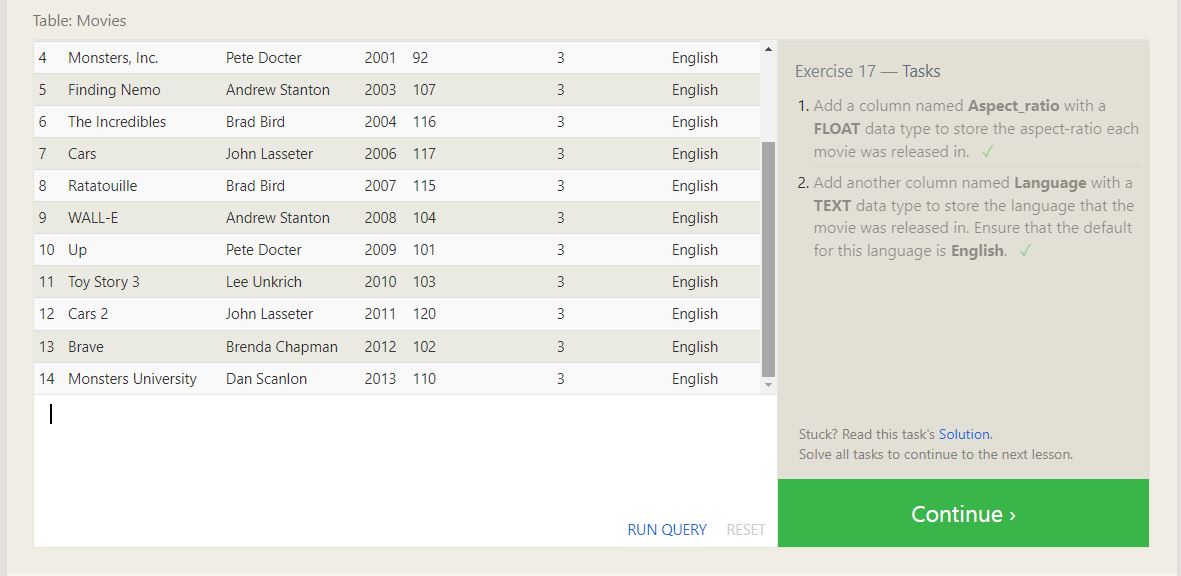 Table: Movies
4 Monsters, Inc. Pete Docter 2001 92 3 English
5 Finding Nemo Andrew Stanton 2003 107 3 English
6 The Incredibles Brad Bird 2004 116 3 English
7 Cars John Lasseter 2006 117 3 English
8 Ratatouille Brad Bird 2007 115 3 English
9 WALL-E Andrew Stanton 2008 104 3 English
10 Up Pete Docter 2009 101 3 English
11 Toy Story 3 Lee Unkrich 2010 103 3 English
12 Cars 2 John Lasseter 2011 120 3 English
13 Brave Brenda Chapman 2012 102 3 English
14 Monsters University Dan Scanlon 2013 110 3 English
RUN QUERY RESET
Exercise 17 — Tasks
1. Add a column named Aspect_ratio with a
FLOAT data type to store the aspect-ratio each
movie was released in. ✓
2. Add another column named Language with a
TEXT data type to store the language that the
movie was released in. Ensure that the default
for this language is English. ✓
Stuck? Read this task's Solution.
Solve all tasks to continue to the next lesson.
Continue ›